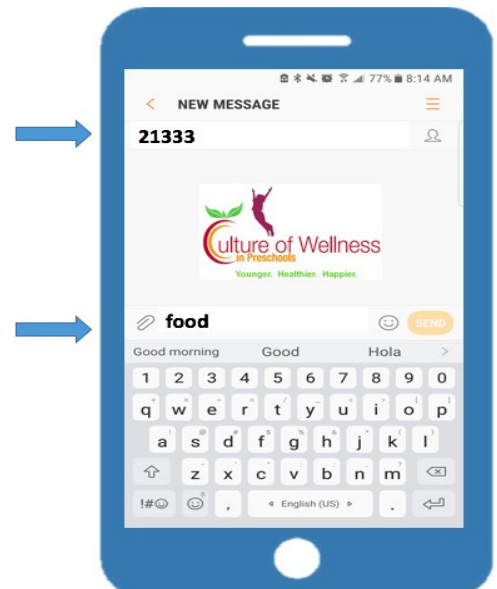 77% 8:14 AM
< NEW MESSAGE
21333
Culture of Wellness
in Preschools
Younger. Healthier. Happier.
food SEND
Good morning Good Hola >
1 2 3 4 5 6 7 8 9 0
q w e r t y u i o p
a s d f g h j k l
z x c v b n m
!#☺ , English (US) .